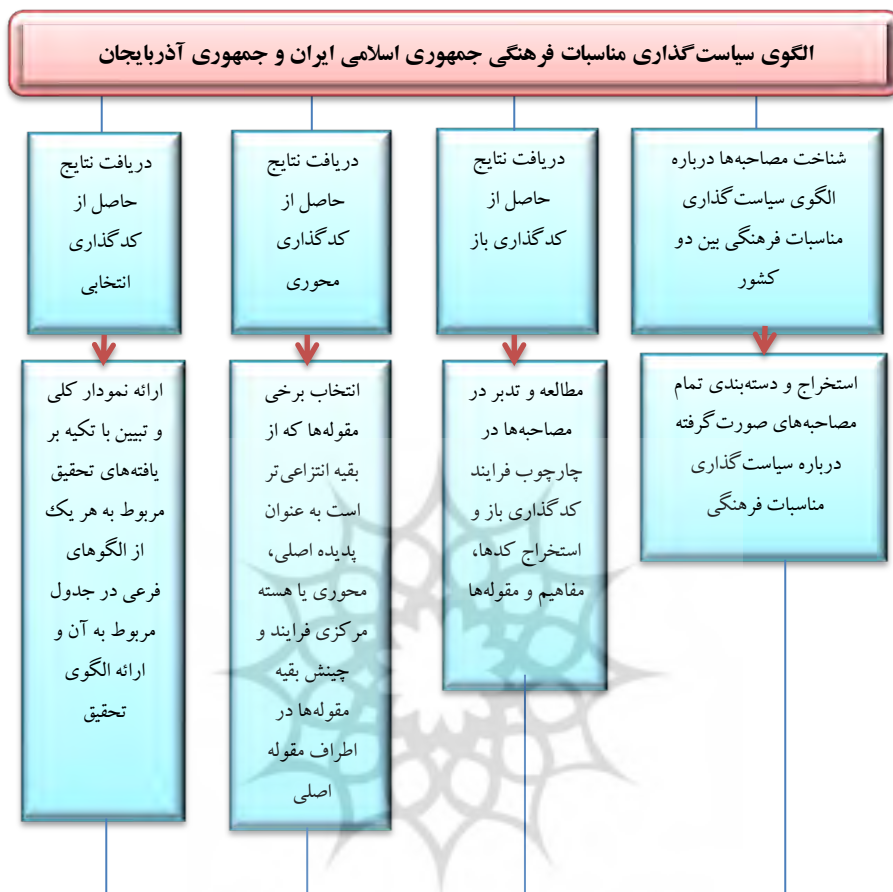 الگوی سیاست‌گذاری مناسبات فرهنگی جمهوری اسلامی ایران و جمهوری آذربایجان
شناخت مصاحبه‌ها درباره
الگوی سیاست‌گذاری
مناسبات فرهنگی بین دو
کشور
استخراج و دسته‌بندی تمام
مصاحبه‌های صورت‌گرفته
درباره سیاست‌گذاری
مناسبات فرهنگی
دریافت نتایج
حاصل از
کدگذاری باز
مطالعه و تدبر در
مصاحبه‌ها در
چارچوب فرایند
کدگذاری باز و
استخراج کدها،
مفاهیم و مقوله‌ها
دریافت نتایج
حاصل از
کدگذاری
محوری
انتخاب برخی
مقوله‌ها که از
بقیه انتزاعی‌تر
است به عنوان
پدیده اصلی،
محوری یا هسته
مرکزی فرایند و
چینش بقیه
مقوله‌ها در
اطراف مقوله
اصلی
دریافت نتایج
حاصل از
کدگذاری
انتخابی
ارائه نمودار کلی
و تبیین با تکیه بر
یافته‌های تحقیق
مربوط به هر یک
از الگوهای
فرعی در جدول
مربوط به آن و
ارائه الگوی
تحقیق